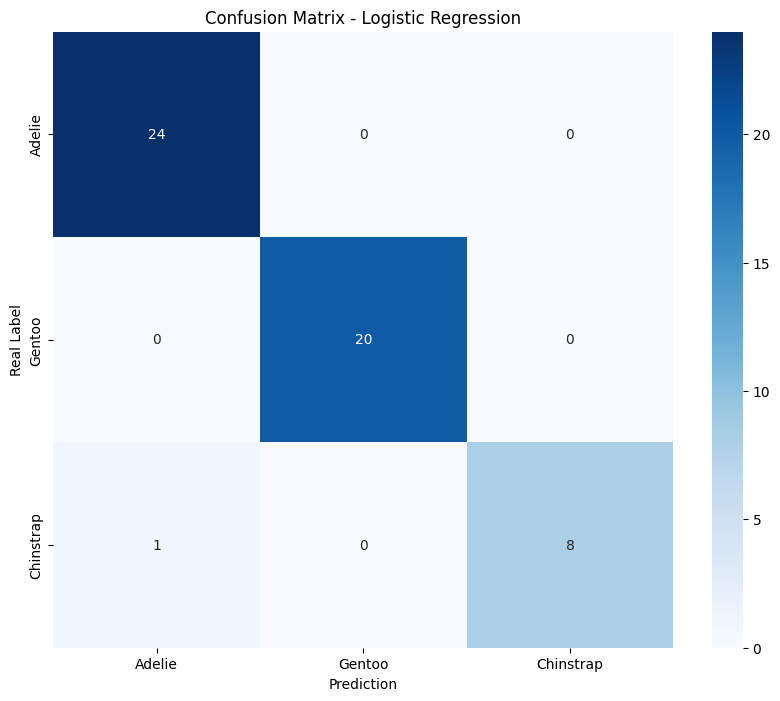 Confusion Matrix - Logistic Regression
Real Label
Adelie
24
0
0
Gentoo
0
20
0
Chinstrap
1
0
8
Adelie
Gentoo
Chinstrap
Prediction
20
15
10
5
0